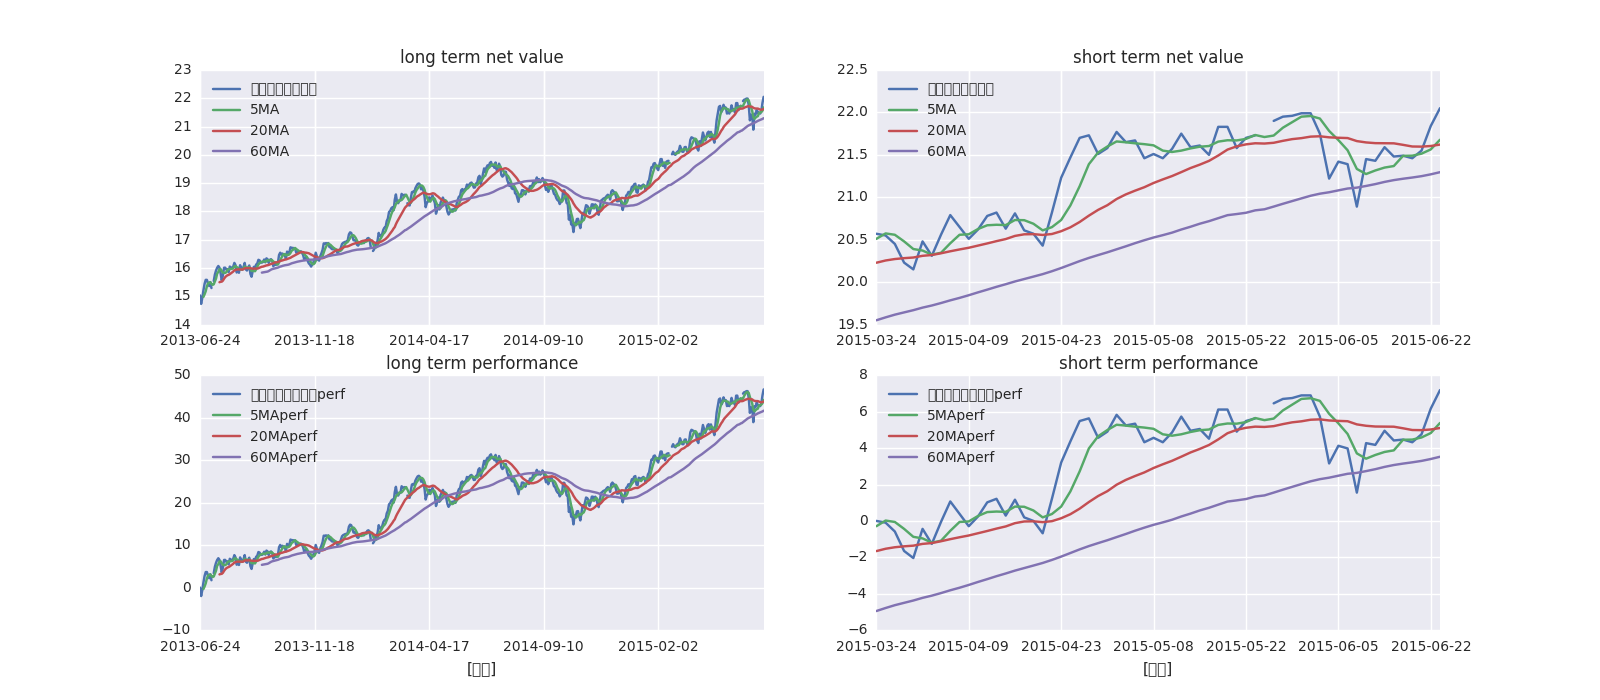 long term net value
23
22
21
20
19
18
17
16
15
14
5MA
20MA
60MA
2013-06-24 2013-11-18 2014-04-17 2014-09-10 2015-02-02
short term net value
22.5
22.0
21.5
21.0
20.5
20.0
19.5
5MA
20MA
60MA
2015-03-24 2015-04-09 2015-04-23 2015-05-08 2015-05-22 2015-06-05 2015-06-22
long term performance
50
40
30
20
10
0
−10
perf
5MAperf
20MAperf
60MAperf
2013-06-24 2013-11-18 2014-04-17 2014-09-10 2015-02-02
short term performance
8
6
4
2
0
−2
−4
−6
perf
5MAperf
20MAperf
60MAperf
2015-03-24 2015-04-09 2015-04-23 2015-05-08 2015-05-22 2015-06-05 2015-06-22